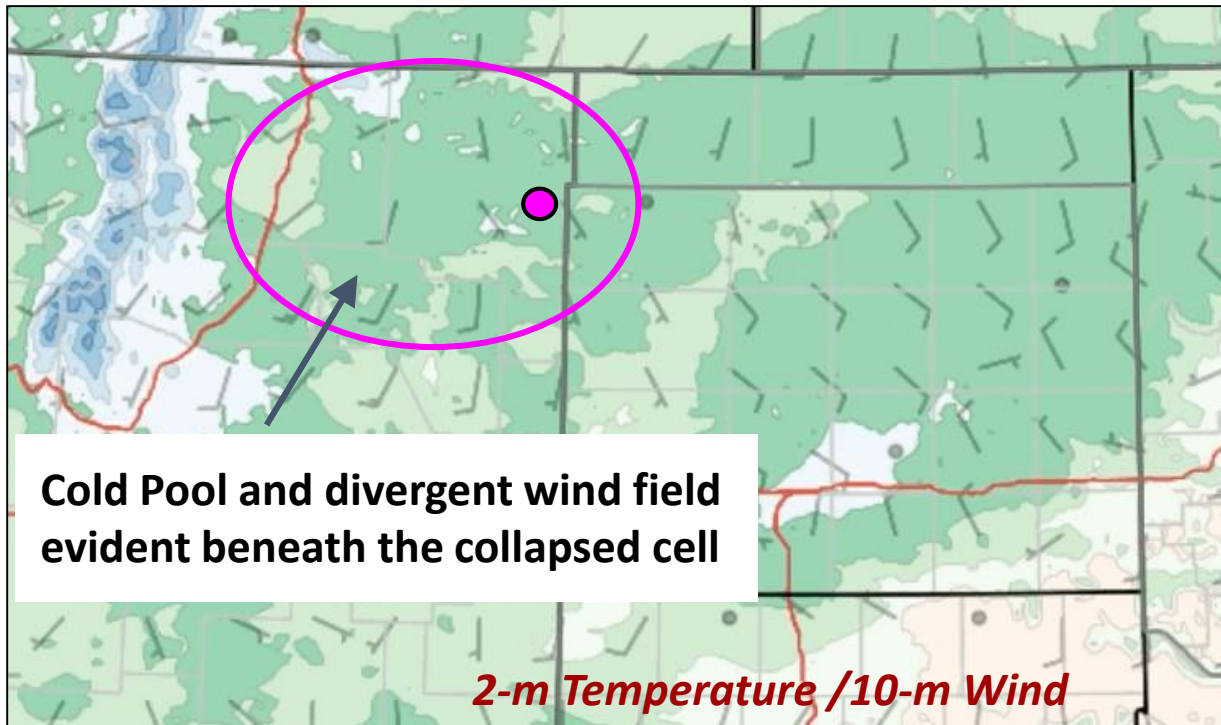 Cold Pool and divergent wind field
evident beneath the collapsed cell
2-m Temperature /10-m Wind